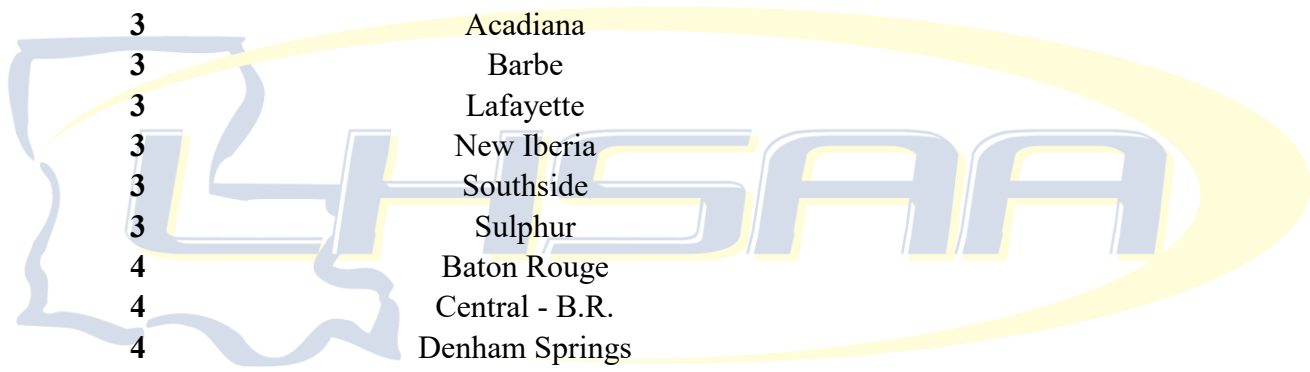 3 Acadiana
3 Barbe
3 Lafayette
3 New Iberia
3 Southside
3 Sulphur
4 Baton Rouge
4 Central - B.R.
4 Denham Springs
LHSAA